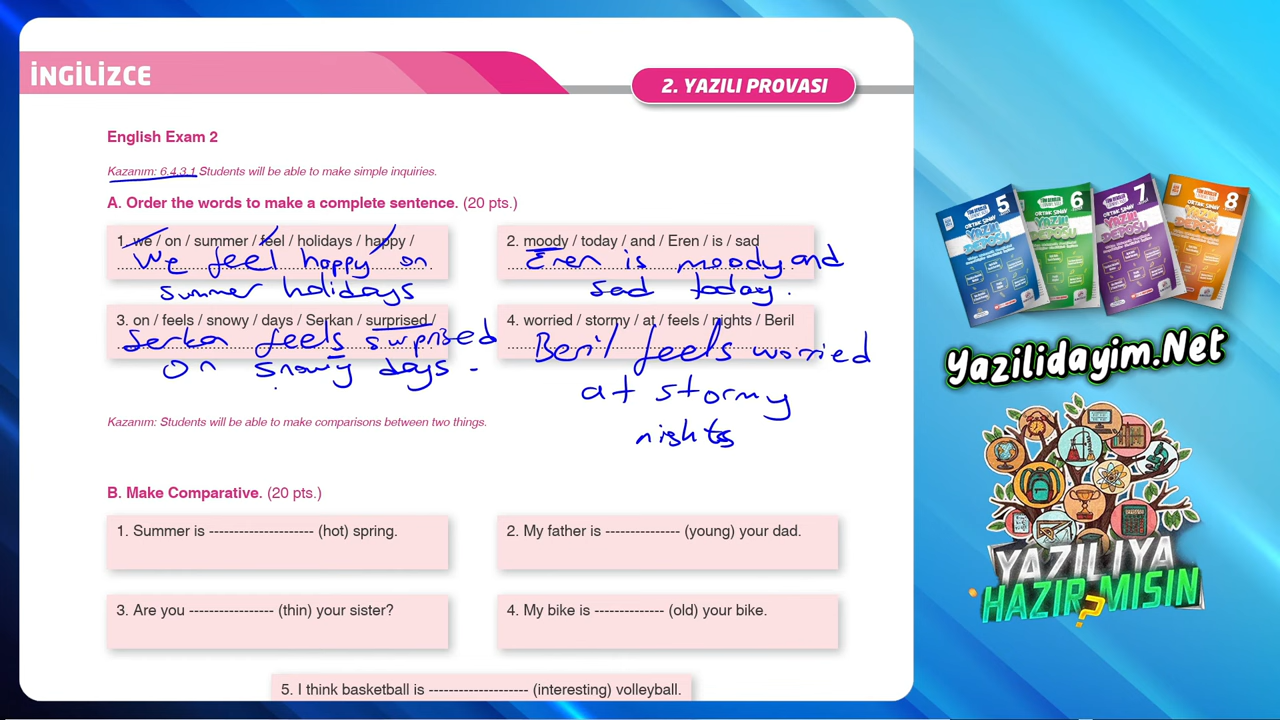 İNGİLİZCE
2. YAZILI PROVASI
English Exam 2
Kazanım: 6.4.3.1 Students will be able to make simple inquiries.
A. Order the words to make a complete sentence. (20 pts.)
1. we / on / summer / feel / holidays / happy /
We feel happy on
summer holidays
2. moody / today / and / Eren / is / sad
Eren is moody and
sad today.
3. on / feels / snowy / days / Serkan / surprised /
Serka feels surprised
on snowy days.
4. worried / stormy / at / feels / nights / Beril
Beril feels worried
at stormy
nights
Kazanım: Students will be able to make comparisons between two things.
B. Make Comparative. (20 pts.)
1. Summer is --------------------- (hot) spring.
2. My father is --------------- (young) your dad.
3. Are you ----------------- (thin) your sister?
4. My bike is -------------- (old) your bike.
5. I think basketball is -------------------- (interesting) volleyball.
5
6
7
8
YAZILI DEPOSU
Yazilidayim.Net
YAZILIYA
HAZIR MISIN?